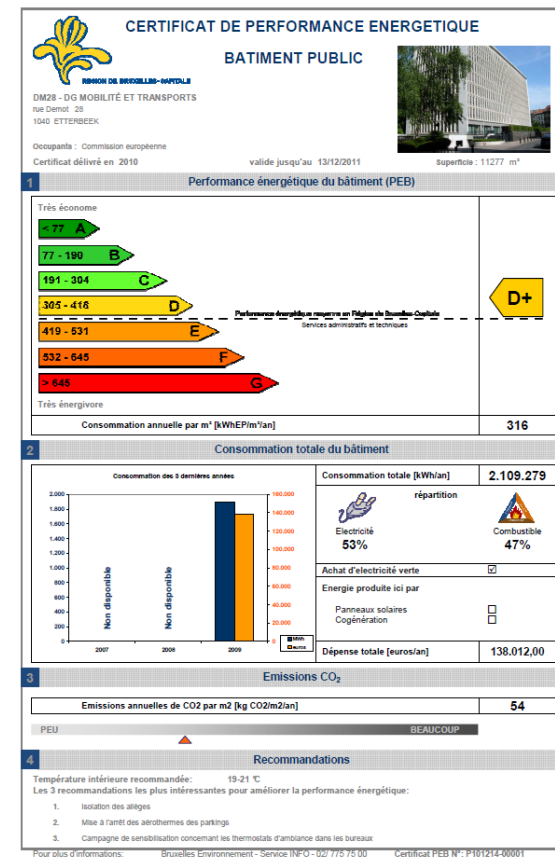 CERTIFICAT DE PERFORMANCE ENERGETIQUE
BATIMENT PUBLIC
REGION DE BRUXELLES-CAPITALE
DM28 - DG MOBILITÉ ET TRANSPORTS
rue Demot 28
1040 ETTERBEEK
Occupants : Commission européenne
Certificat délivré en 2010 valide jusqu'au 13/12/2011 Superficie : 11277 m²
1 Performance énergétique du bâtiment (PEB)
Très économe
< 77 A
77 - 190 B
191 - 304 C
305 - 418 D
D+
Performance énergétique moyenne en Région de Bruxelles-Capitale
Services administratifs et techniques
419 - 531 E
532 - 645 F
> 645 G
Très énergivore
Consommation annuelle par m² [kWhEP/m²/an] 316
2 Consommation totale du bâtiment
Consommation des 3 dernières années
2.000
1.800
1.600
1.400
1.200
1.000
800
600
400
200
0
160.000
140.000
120.000
100.000
80.000
60.000
40.000
20.000
0
Non disponible
Non disponible
2007 2008 2009
MWh
euros
Consommation totale [kWh/an] 2.109.279
répartition
Electricité Combustible
53% 47%
Achat d'électricité verte
Energie produite ici par
Panneaux solaires
Cogénération
Dépense totale [euros/an] 138.012,00
3 Emissions CO₂
Emissions annuelles de CO2 par m2 [kg CO2/m2/an] 54
PEU BEAUCOUP
4 Recommandations
Température intérieure recommandée: 19-21 °C
Les 3 recommandations les plus intéressantes pour améliorer la performance énergétique:
1. Isolation des allèges
2. Mise à l'arrêt des aérothermes des parkings
3. Campagne de sensibilisation concernant les thermostats d'ambiance dans les bureaux
Pour plus d'informations: Bruxelles Environnement - Service INFO - 02/ 775 75 00 Certificat PEB N°: P101214-00001